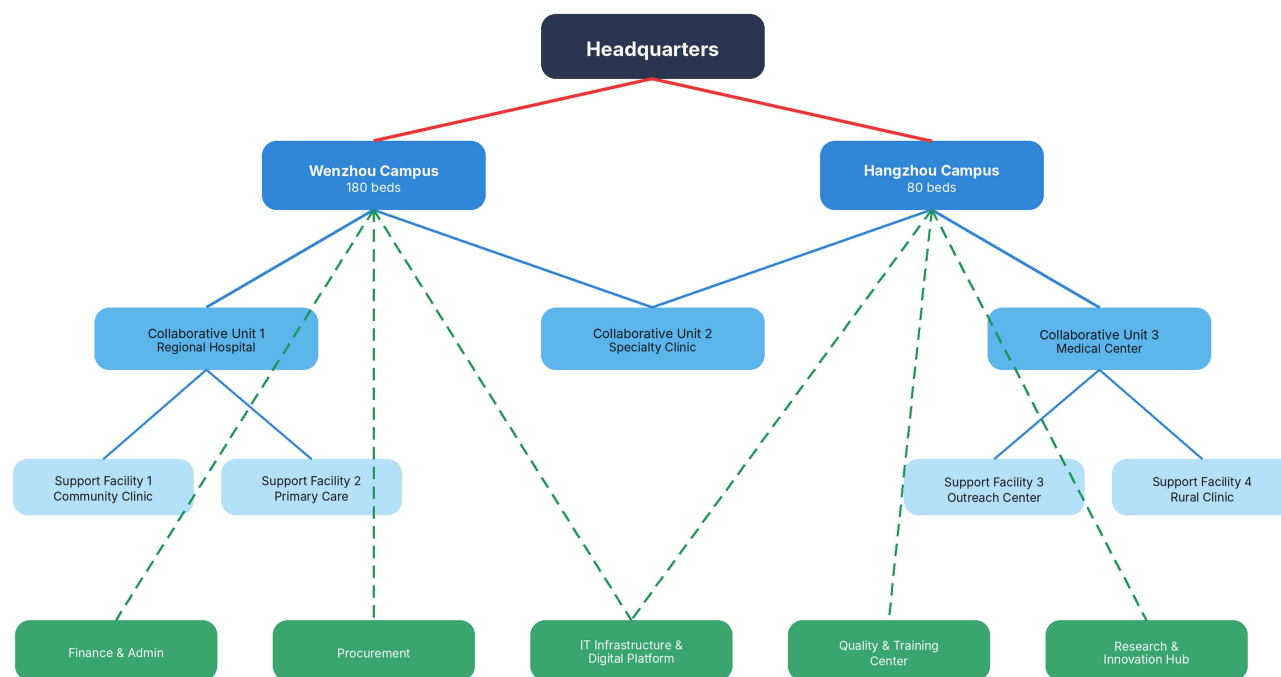 Headquarters
Wenzhou Campus
180 beds
Hangzhou Campus
80 beds
Collaborative Unit 1
Regional Hospital
Collaborative Unit 2
Specialty Clinic
Collaborative Unit 3
Medical Center
Support Facility 1
Community Clinic
Support Facility 2
Primary Care
Support Facility 3
Outreach Center
Support Facility 4
Rural Clinic
Finance & Admin
Procurement
IT Infrastructure &
Digital Platform
Quality & Training
Center
Research &
Innovation Hub